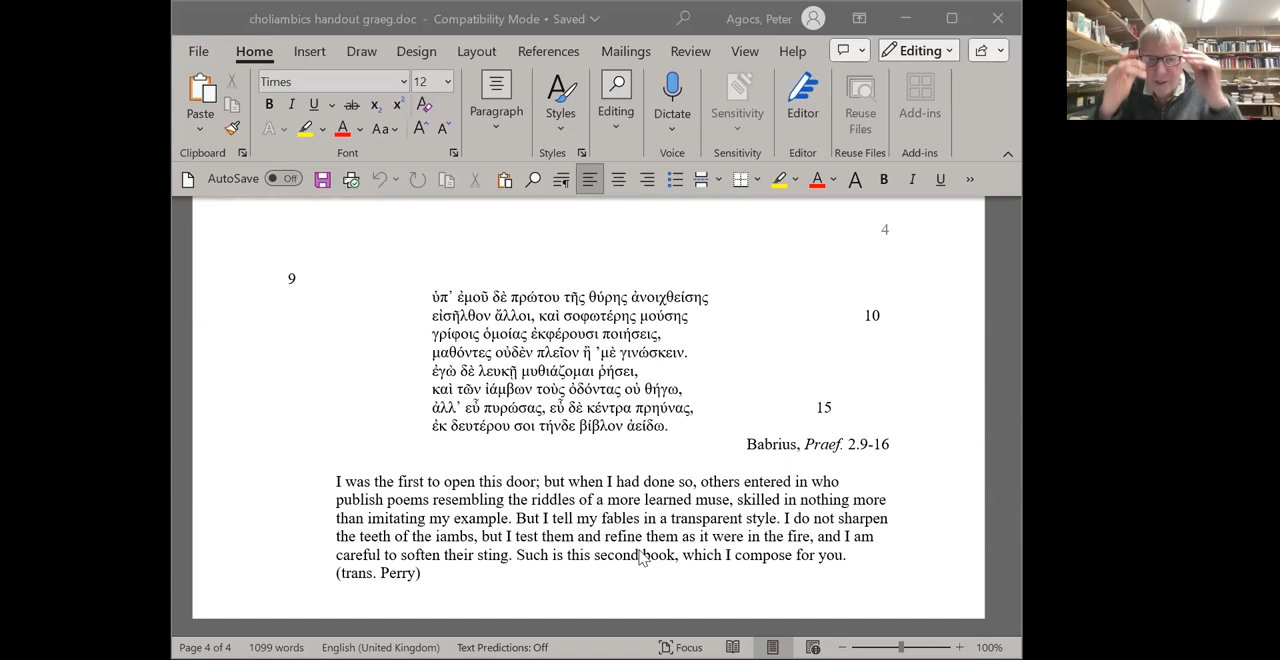 choliambics handout graeg.doc - Compatibility Mode • Saved
Agocs, Peter
File Home Insert Draw Design Layout References Mailings Review View Help Editing
Times 12
Paste Paragraph Styles Editing Dictate Sensitivity Editor Reuse Files Add-ins
Clipboard Font Styles Voice Sensitivity Editor Reuse Files Add-ins
AutoSave Off
4
9
ὑπ’ ἐμοῦ δὲ πρώτου τῆς θύρης ἀνοιχθείσης
εἰσῆλθον ἄλλοι, καὶ σοφωτέρης μούσης 10
γρίφοις ὁμοίας ἐκφέρουσι ποιήσεις,
μαθόντες οὐδὲν πλεῖον ἢ ’μὲ γινώσκειν.
ἐγὼ δὲ λευκῇ μυθιάζομαι ῥήσει,
καὶ τῶν ἰάμβων τοὺς ὀδόντας οὐ θήγω,
ἀλλ’ εὖ πυρώσας, εὖ δὲ κέντρα πρηύνας, 15
ἐκ δευτέρου σοι τήνδε βίβλον ἀείδω.
Babrius, Praef. 2.9-16
I was the first to open this door; but when I had done so, others entered in who
publish poems resembling the riddles of a more learned muse, skilled in nothing more
than imitating my example. But I tell my fables in a transparent style. I do not sharpen
the teeth of the iambs, but I test them and refine them as it were in the fire, and I am
careful to soften their sting. Such is this second book, which I compose for you.
(trans. Perry)
Page 4 of 4 1099 words English (United Kingdom) Text Predictions: Off Focus 100%